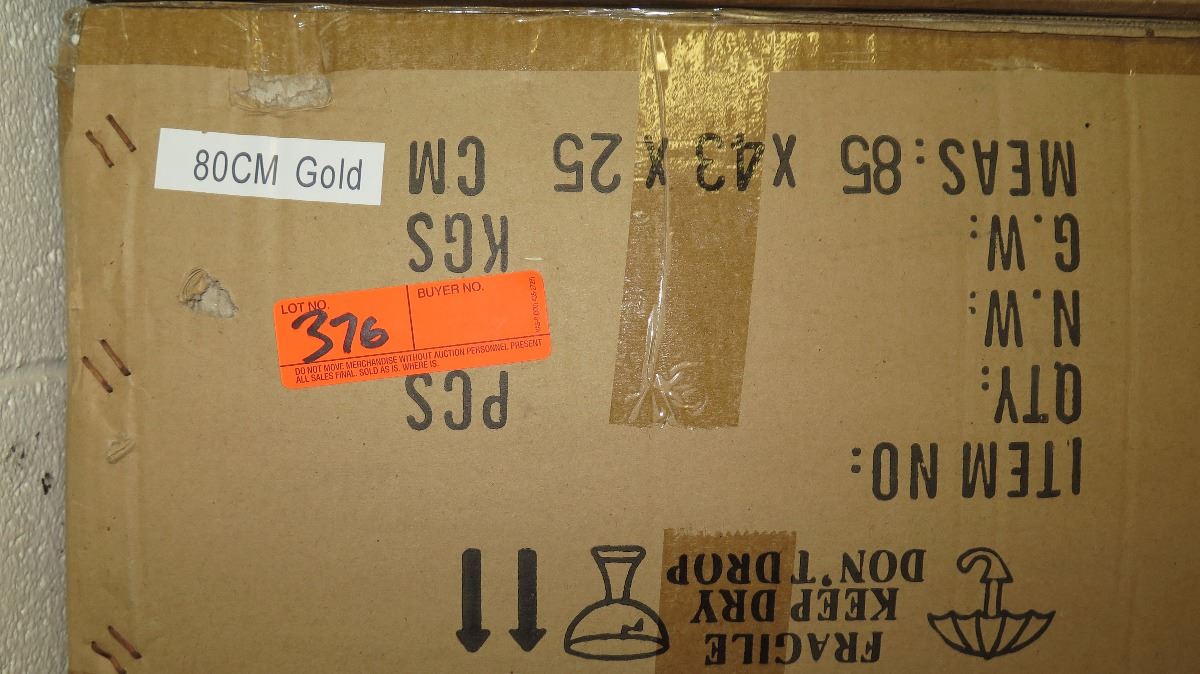 80CM Gold
LOT NO.
376
BUYER NO.
DO NOT MOVE MERCHANDISE WITHOUT AUCTION PERSONNEL PRESENT
ALL SALES FINAL. SOLD AS IS. WHERE IS.
FRAGILE
KEEP DRY
DON'T DROP
ITEM NO:
QTY: PCS
N.W:
G.W: KGS
MEAS: 85 X 43 X 25 CM